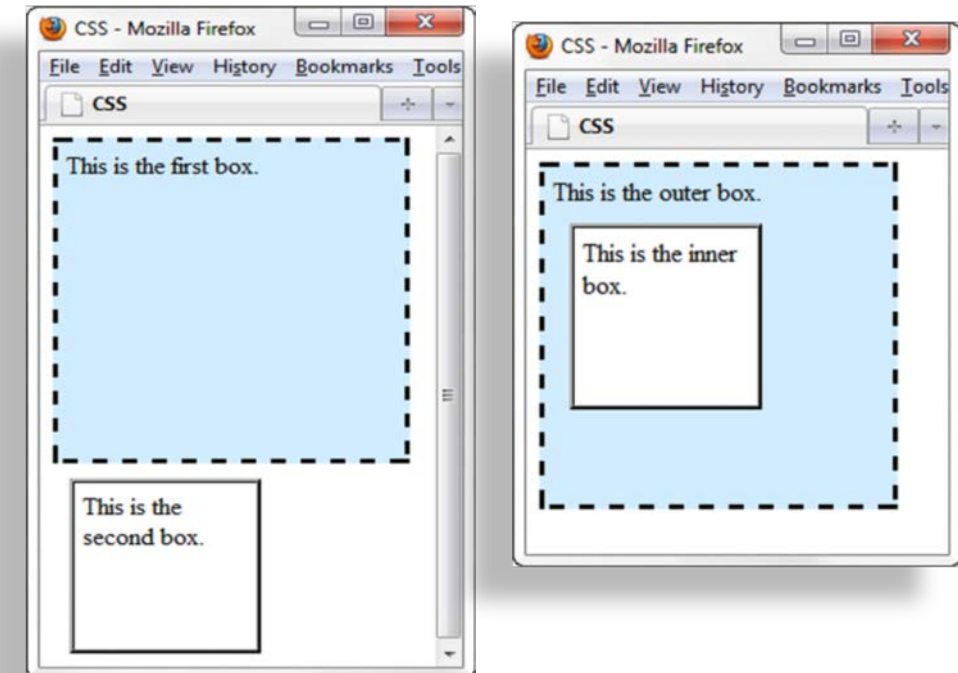 CSS - Mozilla Firefox
File Edit View History Bookmarks Tools
CSS
This is the first box.
This is the
second box.
CSS - Mozilla Firefox
File Edit View History Bookmarks Tools
CSS
This is the outer box.
This is the inner
box.